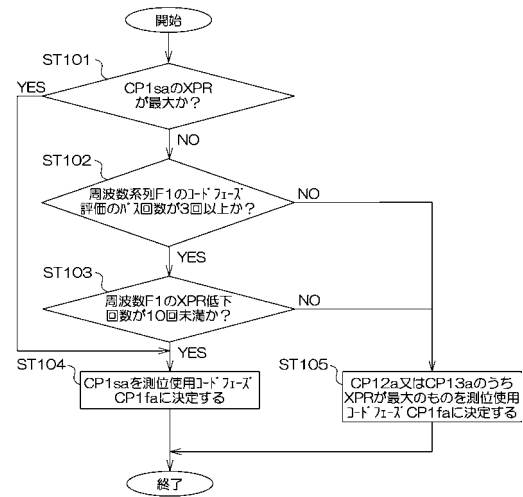 開始
ST101
CP1saのXPR
が最大か？
YES
NO
ST102
周波数系列F1のｺｰﾄﾞﾌｪｰｽﾞ
評価のﾊﾟｽ回数が3回以上か？
NO
YES
ST103
周波数F1のXPR低下
回数が10回未満か？
NO
YES
ST104
CP1saを測位使用ｺｰﾄﾞﾌｪｰｽﾞ
CP1faに決定する
ST105
CP12a又はCP13aのうち
XPRが最大のものを測位使用
ｺｰﾄﾞﾌｪｰｽﾞCP1faに決定する
終了